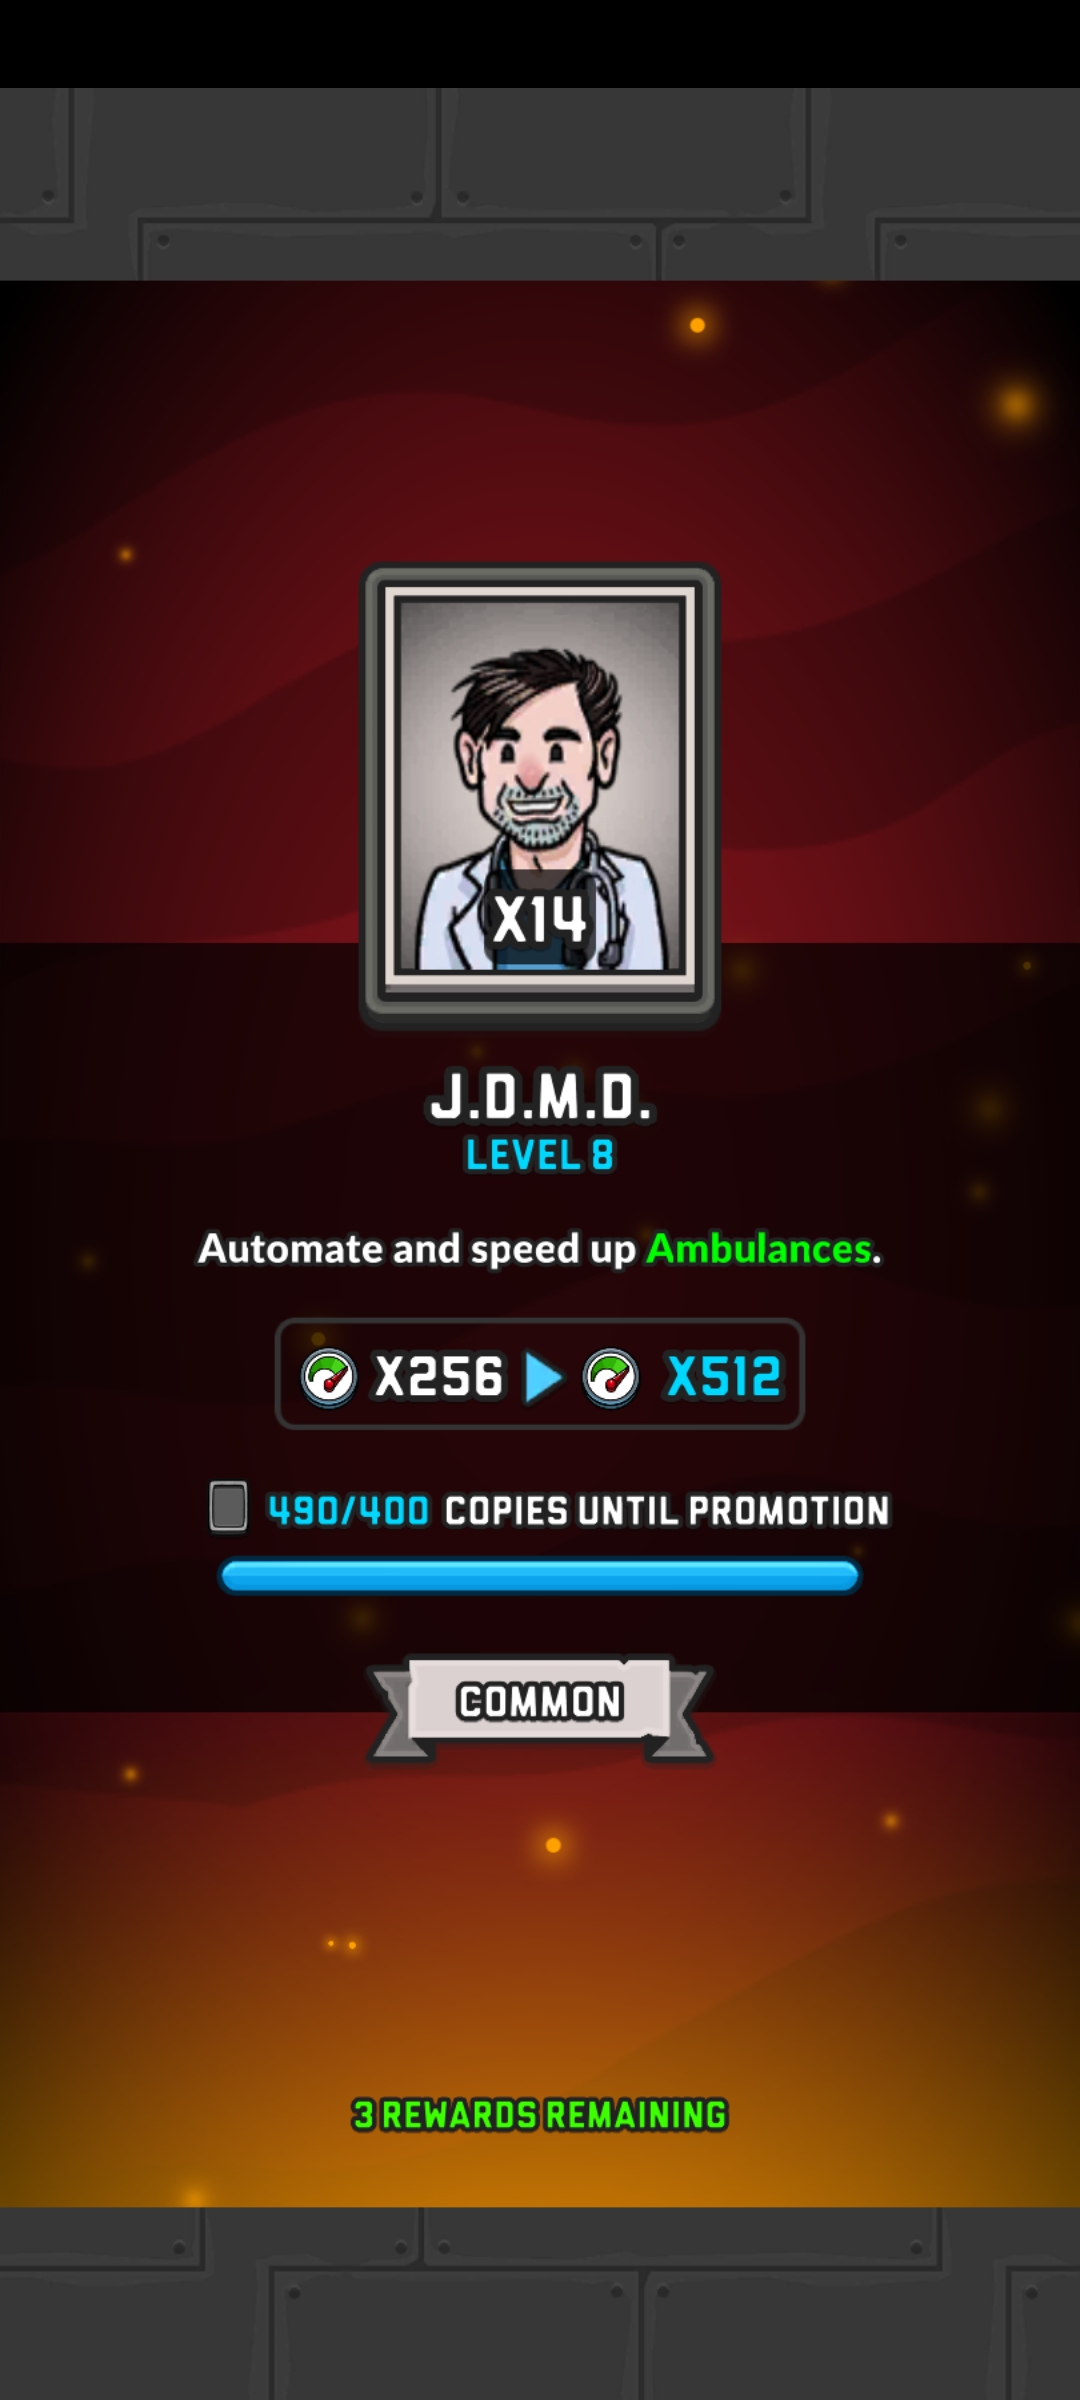 X14
J.D.M.D.
LEVEL 8
Automate and speed up Ambulances.
X256 X512
490/400 COPIES UNTIL PROMOTION
COMMON
3 REWARDS REMAINING